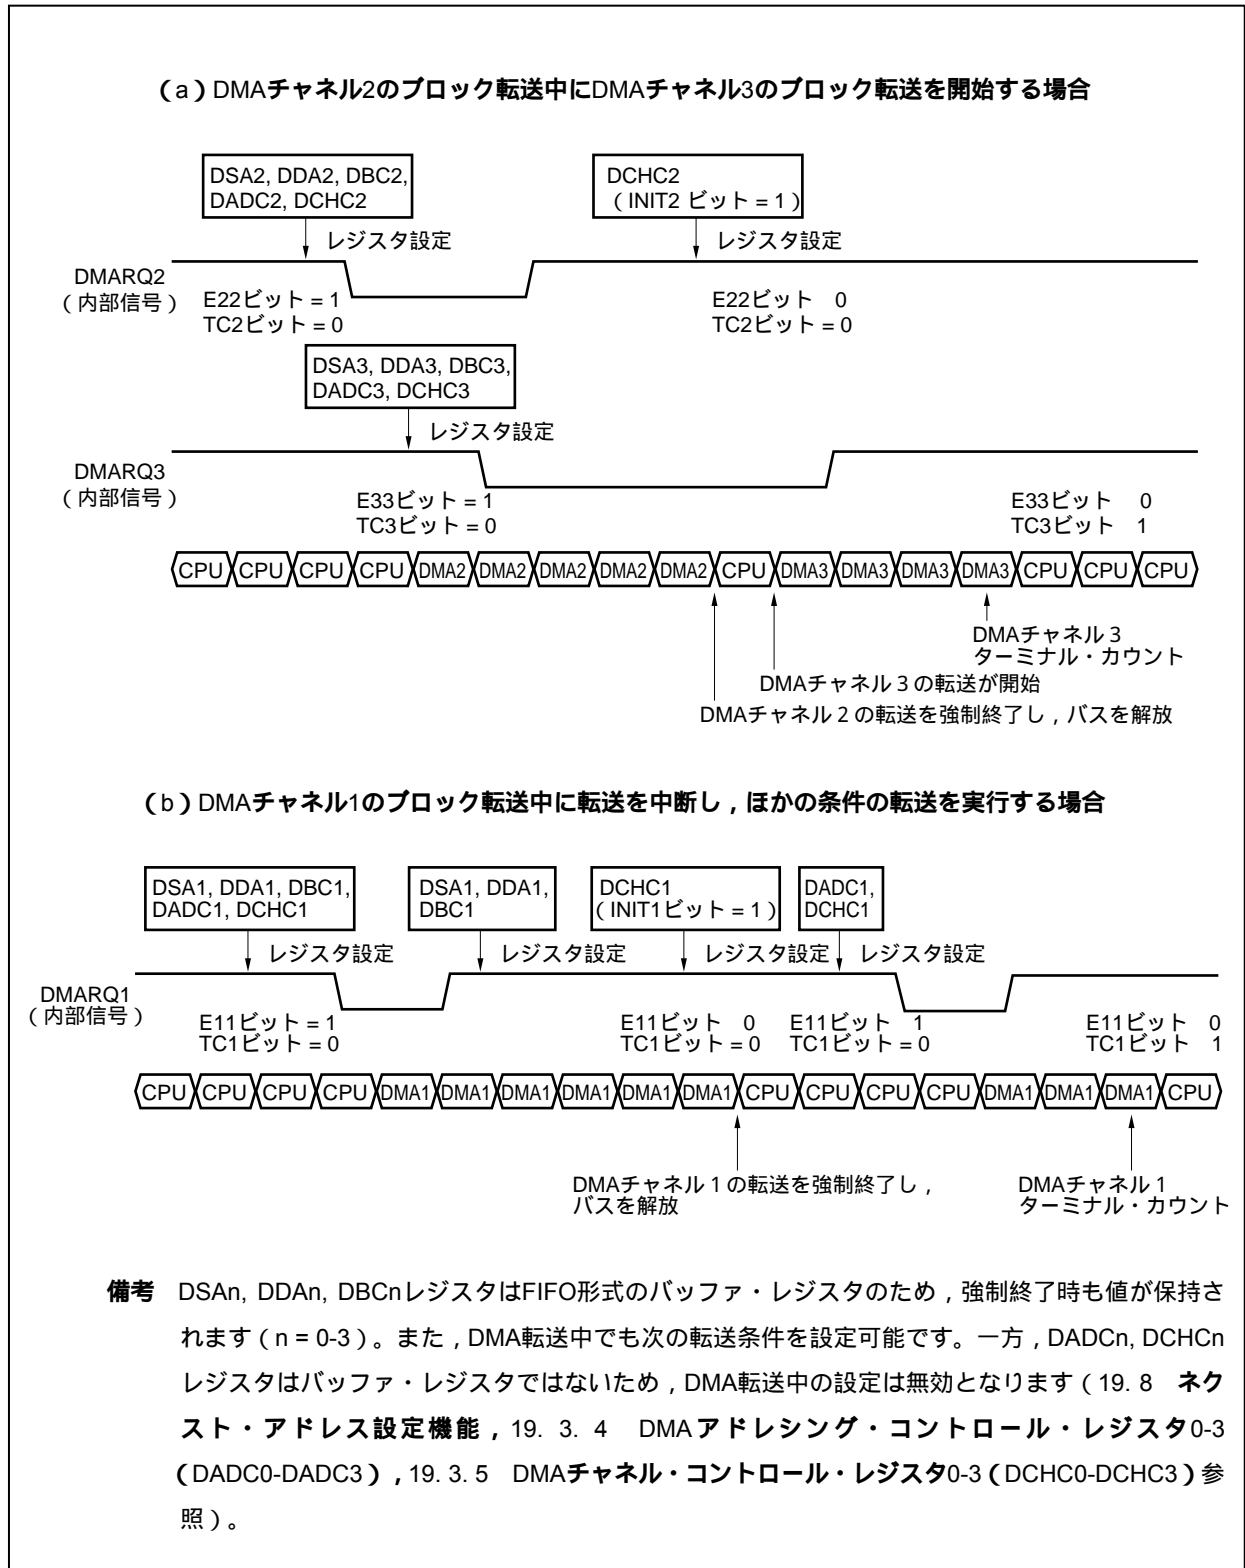 (a) DMAチャネル2のブロック転送中にDMAチャネル3のブロック転送を開始する場合
DSA2, DDA2, DBC2,
DADC2, DCHC2
DCHC2
(INIT2 ビット = 1)
レジスタ設定
レジスタ設定
DMARQ2
(内部信号)
E22ビット = 1
TC2ビット = 0
E22ビット 0
TC2ビット = 0
DSA3, DDA3, DBC3,
DADC3, DCHC3
レジスタ設定
DMARQ3
(内部信号)
E33ビット = 1
TC3ビット = 0
E33ビット 0
TC3ビット 1
CPU CPU CPU CPU DMA2 DMA2 DMA2 DMA2 DMA2 CPU DMA3 DMA3 DMA3 DMA3 CPU CPU CPU
DMAチャネル3
ターミナル・カウント
DMAチャネル3の転送が開始
DMAチャネル2の転送を強制終了し,バスを解放
(b) DMAチャネル1のブロック転送中に転送を中断し,ほかの条件の転送を実行する場合
DSA1, DDA1, DBC1,
DADC1, DCHC1
DSA1, DDA1,
DBC1
DCHC1
(INIT1ビット = 1)
DADC1,
DCHC1
レジスタ設定 レジスタ設定 レジスタ設定 レジスタ設定
DMARQ1
(内部信号)
E11ビット = 1
TC1ビット = 0
E11ビット 0
TC1ビット = 0
E11ビット 1
TC1ビット = 0
E11ビット 0
TC1ビット 1
CPU CPU CPU CPU DMA1 DMA1 DMA1 DMA1 DMA1 DMA1 CPU CPU CPU CPU DMA1 DMA1 DMA1 CPU
DMAチャネル1の転送を強制終了し,
バスを解放
DMAチャネル1
ターミナル・カウント
備考 DSAn, DDAn, DBCnレジスタはFIFO形式のバッファ・レジスタのため,強制終了時も値が保持さ
れます(n = 0-3)。また,DMA転送中でも次の転送条件を設定可能です。一方,DADCn, DCHCn
レジスタはバッファ・レジスタではないため,DMA転送中の設定は無効となります(19. 8 ネク
スト・アドレス設定機能,19. 3. 4 DMAアドレシング・コントロール・レジスタ0-3
(DADC0-DADC3),19. 3. 5 DMAチャネル・コントロール・レジスタ0-3(DCHC0-DCHC3)参
照)。